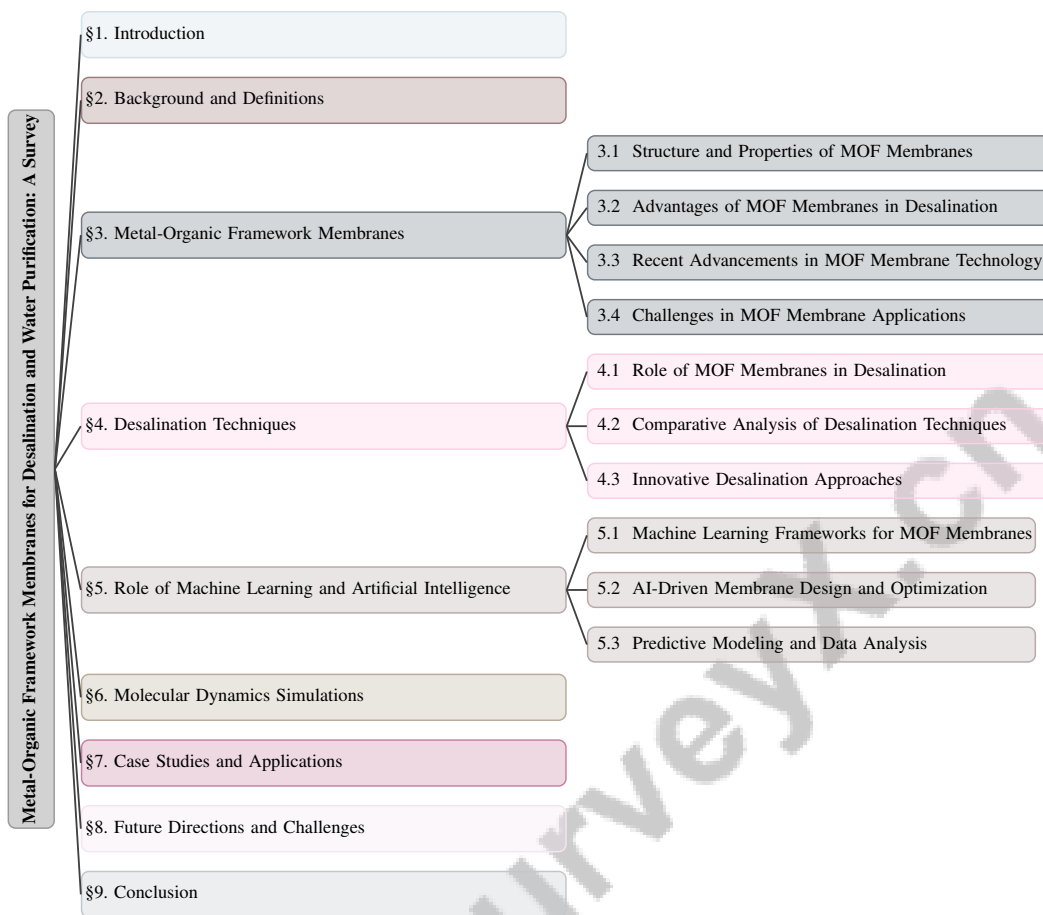 Metal-Organic Framework Membranes for Desalination and Water Purification: A Survey
§1. Introduction
§2. Background and Definitions
§3. Metal-Organic Framework Membranes
3.1 Structure and Properties of MOF Membranes
3.2 Advantages of MOF Membranes in Desalination
3.3 Recent Advancements in MOF Membrane Technology
3.4 Challenges in MOF Membrane Applications
§4. Desalination Techniques
4.1 Role of MOF Membranes in Desalination
4.2 Comparative Analysis of Desalination Techniques
4.3 Innovative Desalination Approaches
§5. Role of Machine Learning and Artificial Intelligence
5.1 Machine Learning Frameworks for MOF Membranes
5.2 AI-Driven Membrane Design and Optimization
5.3 Predictive Modeling and Data Analysis
§6. Molecular Dynamics Simulations
§7. Case Studies and Applications
§8. Future Directions and Challenges
§9. Conclusion
urveyx.cn